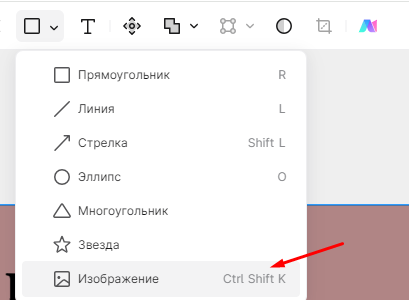 T
Прямоугольник R
Линия L
Стрелка Shift L
Эллипс O
Многоугольник
Звезда
Изображение Ctrl Shift K